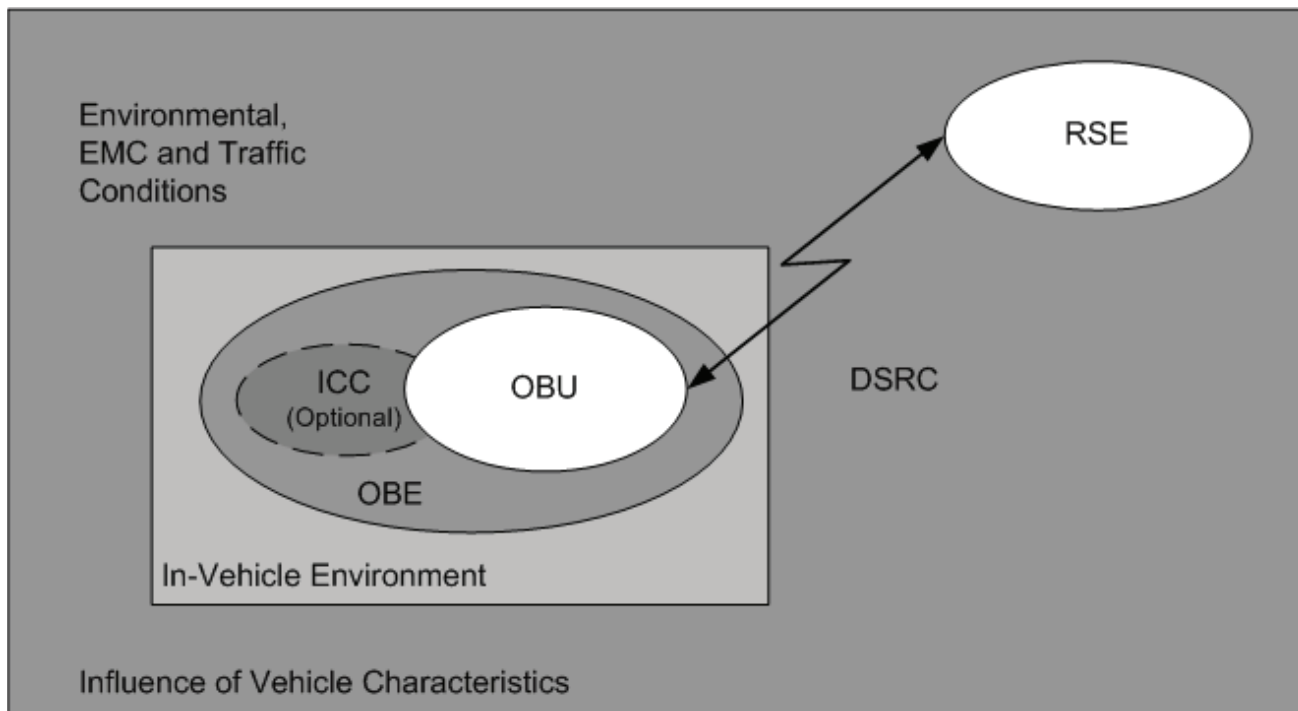 Environmental,
EMC and Traffic
Conditions
RSE
ICC
(Optional)
OBU
DSRC
OBE
In-Vehicle Environment
Influence of Vehicle Characteristics